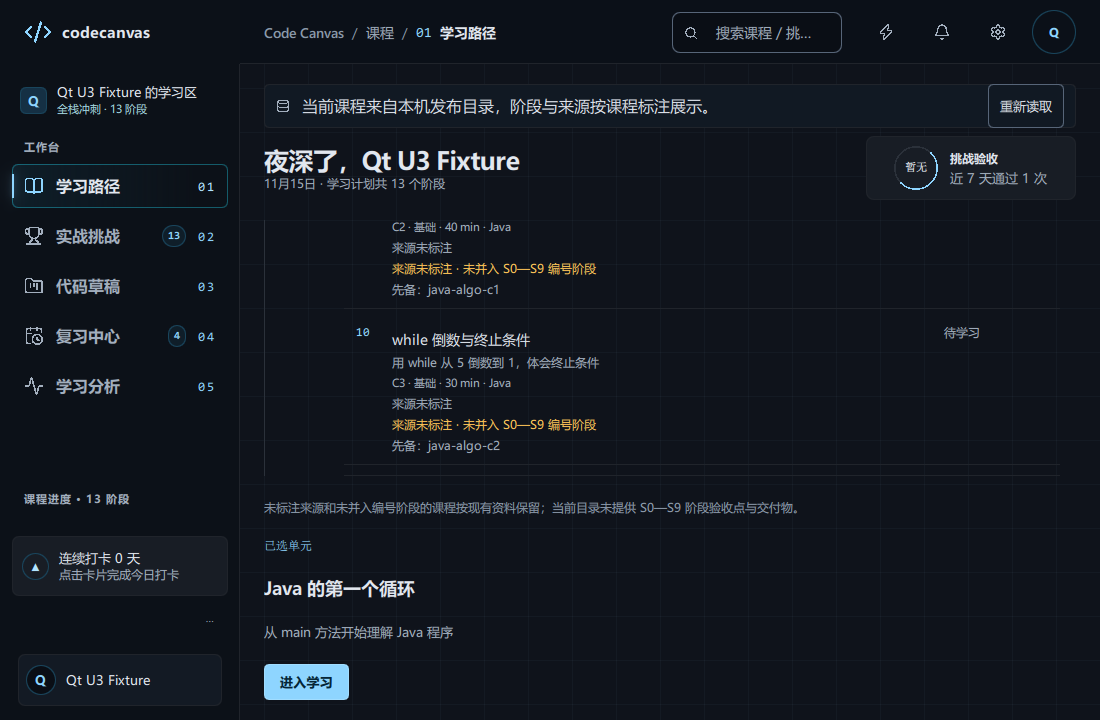 codecanvas
Code Canvas / 课程 / 01 学习路径
搜索课程 / 挑...
Q
Q
Qt U3 Fixture 的学习区
全栈冲刺 · 13 阶段
工作台
学习路径 01
实战挑战 13 02
代码草稿 03
复习中心 4 04
学习分析 05
课程进度 • 13 阶段
连续打卡 0 天
点击卡片完成今日打卡
...
Q
Qt U3 Fixture
当前课程来自本机发布目录，阶段与来源按课程标注展示。
重新读取
夜深了，Qt U3 Fixture
11月15日 · 学习计划共 13 个阶段
暂无
挑战验收
近 7 天通过 1 次
C2 · 基础 · 40 min · Java
来源未标注
来源未标注 · 未并入 S0—S9 编号阶段
先备：java-algo-c1
10
while 倒数与终止条件
待学习
用 while 从 5 倒数到 1，体会终止条件
C3 · 基础 · 30 min · Java
来源未标注
来源未标注 · 未并入 S0—S9 编号阶段
先备：java-algo-c2
未标注来源和未并入编号阶段的课程按现有资料保留；当前目录未提供 S0—S9 阶段验收点与交付物。
已选单元
Java 的第一个循环
从 main 方法开始理解 Java 程序
进入学习